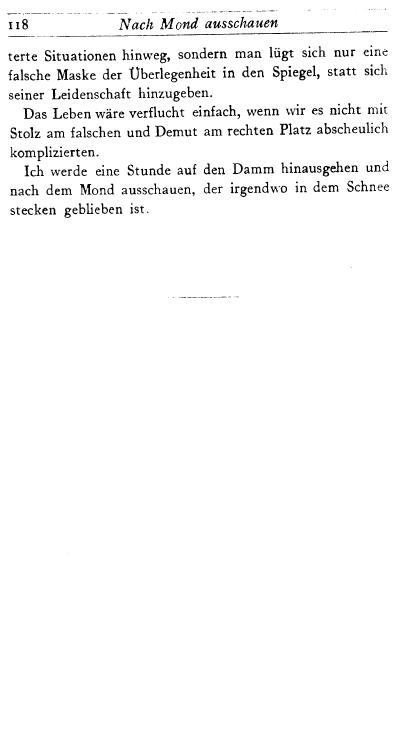 118 Nach Mond ausschauen
terte Situationen hinweg, sondern man lügt sich nur eine
falsche Maske der Überlegenheit in den Spiegel, statt sich
seiner Leidenschaft hinzugeben.
Das Leben wäre verflucht einfach, wenn wir es nicht mit
Stolz am falschen und Demut am rechten Platz abscheulich
komplizierten.
Ich werde eine Stunde auf den Damm hinausgehen und
nach dem Mond ausschauen, der irgendwo in dem Schnee
stecken geblieben ist.